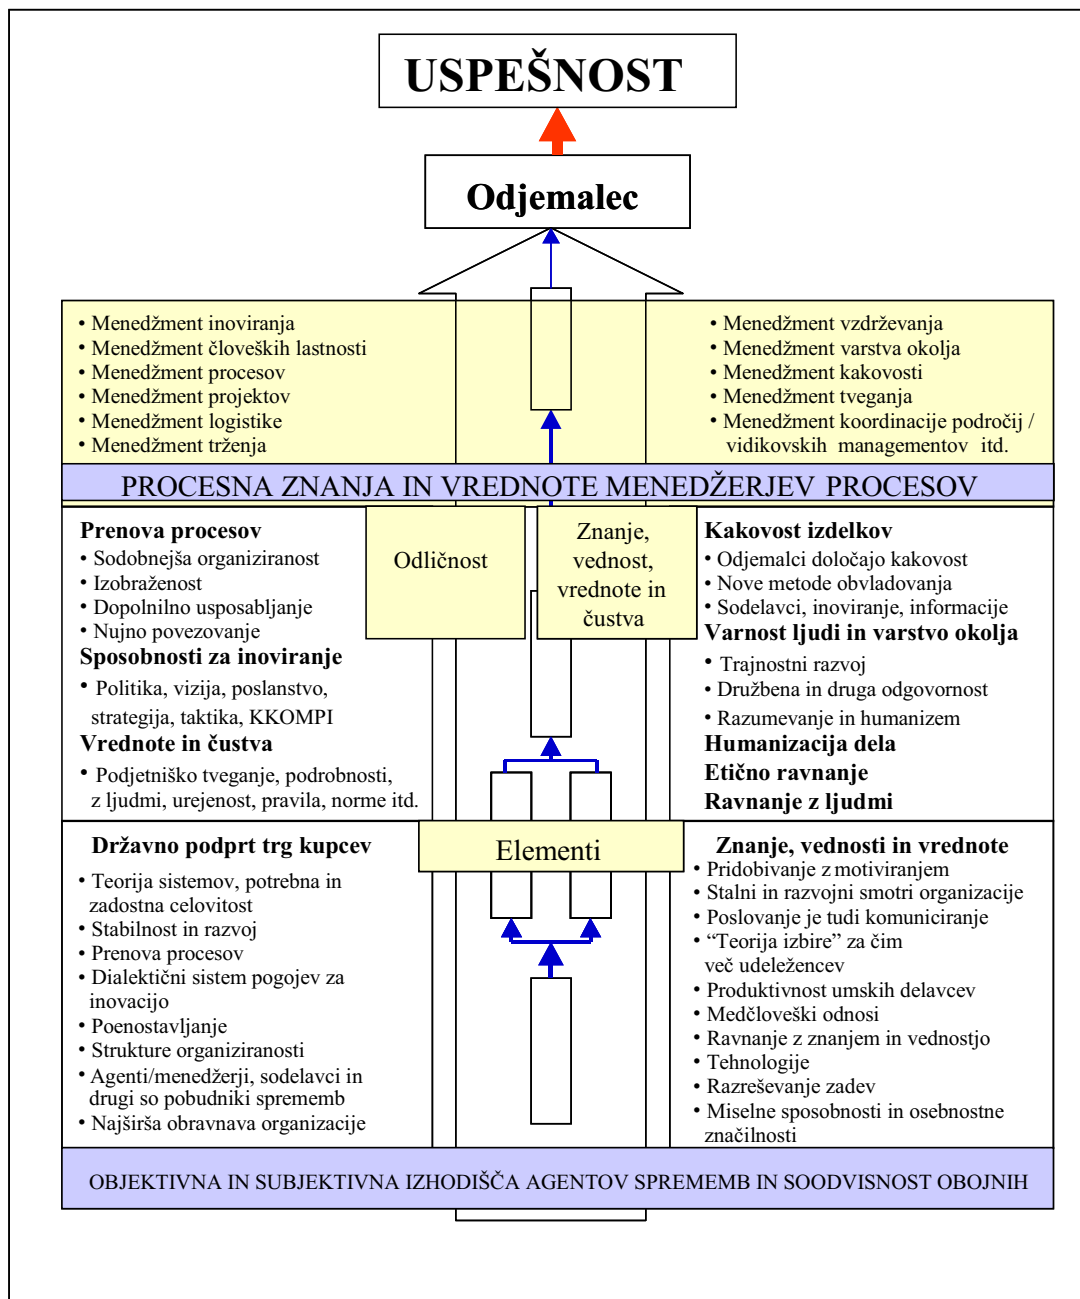 USPEŠNOST
Odjemalec
• Menedžment inoviranja
• Menedžment človeških lastnosti
• Menedžment procesov
• Menedžment projektov
• Menedžment logistike
• Menedžment trženja
• Menedžment vzdrževanja
• Menedžment varstva okolja
• Menedžment kakovosti
• Menedžment tveganja
• Menedžment koordinacije področij /
vidikovskih managementov itd.
PROCESNA ZNANJA IN VREDNOTE MENEDŽERJEV PROCESOV
Prenova procesov
• Sodobnejša organiziranost
• Izobraženost
• Dopolnilno usposabljanje
• Nujno povezovanje
Sposobnosti za inoviranje
• Politika, vizija, poslanstvo,
strategija, taktika, KKOMPI
Vrednote in čustva
• Podjetniško tveganje, podrobnosti,
z ljudmi, urejenost, pravila, norme itd.
Odličnost
Znanje,
vednost,
vrednote in
čustva
Kakovost izdelkov
• Odjemalci določajo kakovost
• Nove metode obvladovanja
• Sodelavci, inoviranje, informacije
Varnost ljudi in varstvo okolja
• Trajnostni razvoj
• Družbena in druga odgovornost
• Razumevanje in humanizem
Humanizacija dela
Etično ravnanje
Ravnanje z ljudmi
Elementi
Državno podprt trg kupcev
• Teorija sistemov, potrebna in
zadostna celovitost
• Stabilnost in razvoj
• Prenova procesov
• Dialektični sistem pogojev za
inovacijo
• Poenostavljanje
• Strukture organiziranosti
• Agenti/menedžerji, sodelavci in
drugi so pobudniki sprememb
• Najširša obravnava organizacije
Znanje, vednosti in vrednote
• Pridobivanje z motiviranjem
• Stalni in razvojni smotri organizacije
• Poslovanje je tudi komuniciranje
• “Teorija izbire” za čim
več udeležencev
• Produktivnost umskih delavcev
• Medčloveški odnosi
• Ravnanje z znanjem in vednostjo
• Tehnologije
• Razreševanje zadev
• Miselne sposobnosti in osebnostne
značilnosti
OBJEKTIVNA IN SUBJEKTIVNA IZHODIŠČA AGENTOV SPREMEMB IN SOODVISNOST OBOJNIH